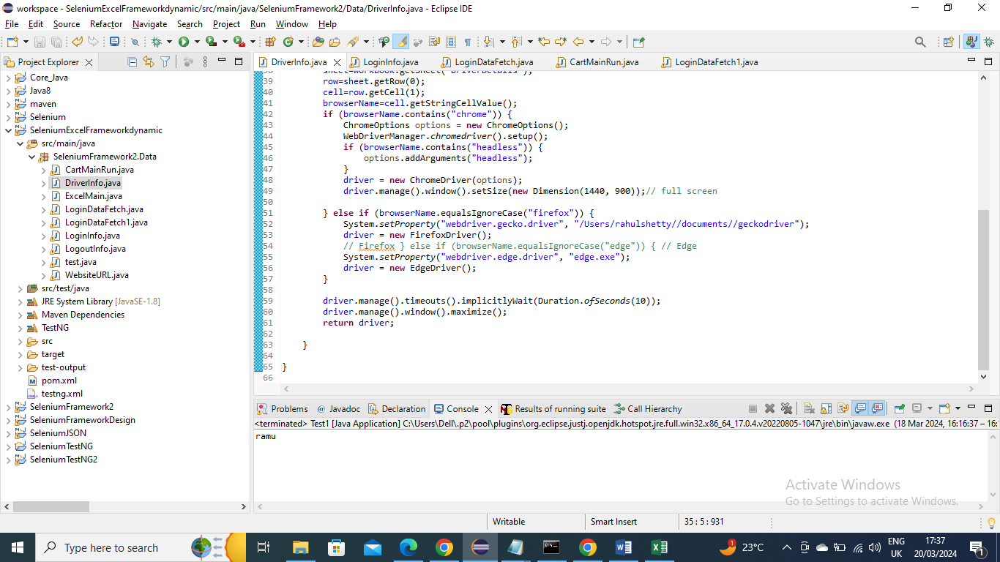 workspace - SeleniumExcelFrameworkdynamic/src/main/java/SeleniumFramework2/Data/DriverInfo.java - Eclipse IDE
File Edit Source Refactor Navigate Search Project Run Window Help
Project Explorer
Core_Java
Java8
maven
Selenium
SeleniumExcelFrameworkdynamic
src/main/java
SeleniumFramework2.Data
CartMainRun.java
DriverInfo.java
ExcelMain.java
LoginDataFetch.java
LoginDataFetch1.java
LoginInfo.java
LogoutInfo.java
test.java
WebsiteURL.java
src/test/java
JRE System Library [JavaSE-1.8]
Maven Dependencies
TestNG
src
target
test-output
pom.xml
testng.xml
SeleniumFramework2
SeleniumFrameworkDesign
SeleniumJSON
SeleniumTestNG
SeleniumTestNG2
DriverInfo.java LoginInfo.java LoginDataFetch.java CartMainRun.java LoginDataFetch1.java
38 sheet=workbook.getSheet("DriverDetails");
39 row=sheet.getRow(0);
40 cell=row.getCell(1);
41 browserName=cell.getStringCellValue();
42 if (browserName.contains("chrome")) {
43 ChromeOptions options = new ChromeOptions();
44 WebDriverManager.chromedriver().setup();
45 if (browserName.contains("headless")) {
46 options.addArguments("headless");
47 }
48 driver = new ChromeDriver(options);
49 driver.manage().window().setSize(new Dimension(1440, 900));// full screen
50
51 } else if (browserName.equalsIgnoreCase("firefox")) {
52 System.setProperty("webdriver.gecko.driver", "/Users/rahulshetty//documents//geckodriver");
53 driver = new FirefoxDriver();
54 // Firefox } else if (browserName.equalsIgnoreCase("edge")) { // Edge
55 System.setProperty("webdriver.edge.driver", "edge.exe");
56 driver = new EdgeDriver();
57 }
58
59 driver.manage().timeouts().implicitlyWait(Duration.ofSeconds(10));
60 driver.manage().window().maximize();
61 return driver;
62
63 }
64
65 }
66
Problems Javadoc Declaration Console Results of running suite Call Hierarchy
<terminated> Test1 [Java Application] C:\Users\Dell\.p2\pool\plugins\org.eclipse.justj.openjdk.hotspot.jre.full.win32.x86_64_17.0.4.v20220805-1047\jre\bin\javaw.exe (18 Mar 2024, 16:16:37 – 16:
ramu
Activate Windows
Go to Settings to activate Windows.
Writable Smart Insert 35 : 5 : 931
Type here to search
1
23°C
ENG
UK
17:37
20/03/2024
1